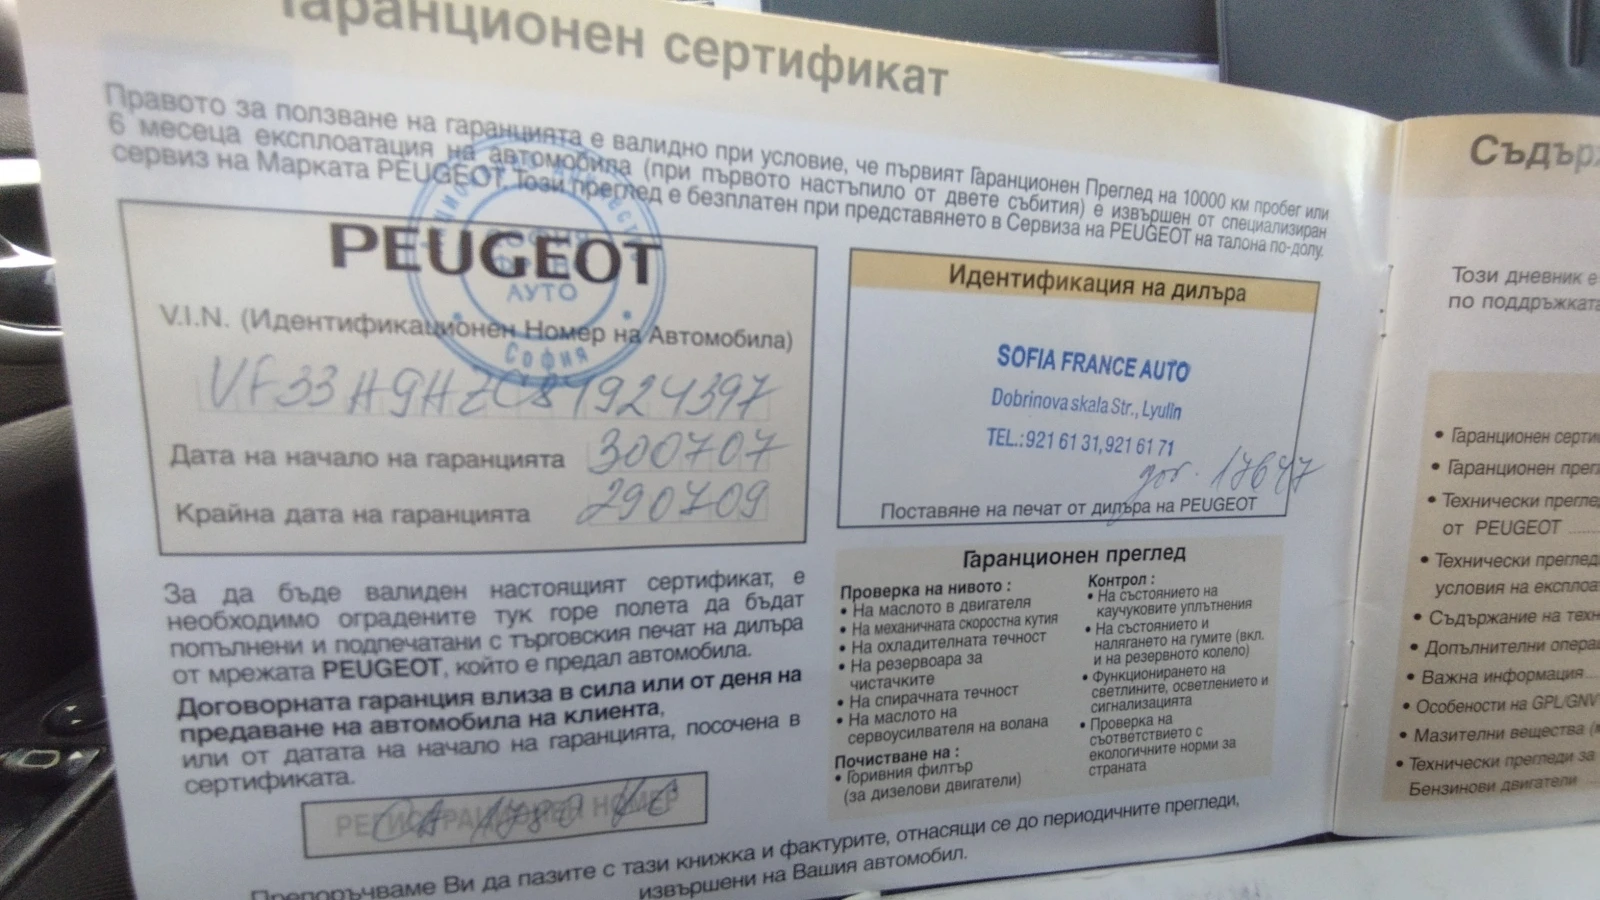 Гаранционен сертификат
Правото за ползване на гаранцията е валидно при условие, че първият Гаранционен Преглед на 10000 км пробег или
6 месеца експлоатация на автомобила (при първото настъпило от двете събития) е извършен от специализиран
сервиз на Марката PEUGEOT. Този преглед е безплатен при представянето в Сервиза на PEUGEOT на талона по-долу.
PEUGEOT
АУТО
София
V.I.N. (Идентификационен Номер на Автомобила)
Дата на начало на гаранцията 300707
Крайна дата на гаранцията 290709
За да бъде валиден настоящият сертификат, е
необходимо оградените тук горе полета да бъдат
попълнени и подпечатани с търговския печат на дилъра
от мрежата PEUGEOT, който е предал автомобила.
Договорната гаранция влиза в сила или от деня на
предаване на автомобила на клиента,
или от датата на начало на гаранцията, посочена в
сертификата.
РЕГИСТРАЦИОНЕН НОМЕР
Идентификация на дилъра
SOFIA FRANCE AUTO
Dobrinova skala Str., Lyulin
TEL.: 921 61 31, 921 61 71
дог. 17647
Поставяне на печат от дилъра на PEUGEOT
Гаранционен преглед
Проверка на нивото :
• На маслото в двигателя
• На механичната скоростна кутия
• На охладителната течност
• На резервоара за
чистачките
• На спирачната течност
• На маслото на
сервоусилвателя на волана
Почистване на :
• Горивния филтър
(за дизелови двигатели)
Контрол :
• На състоянието на
каучуковите уплътнения
• На състоянието и
налягането на гумите (вкл.
и на резервното колело)
• Функционирането на
светлините, осветлението и
сигнализацията
• Проверка на
съответствието с
екологичните норми за
страната
Препоръчваме Ви да пазите с тази книжка и фактурите, отнасящи се до периодичните прегледи,
извършени на Вашия автомобил.
Съдърж
Този дневник е
по поддръжката
• Гаранционен серти
• Гаранционен прегл
• Технически преглед
от PEUGEOT
• Технически преглед
условия на експлоа
• Съдържание на техн
• Допълнителни опера
• Важна информация
• Особености на GPL/GNV
• Мазителни вещества
• Технически прегледи за
Бензинови двигатели